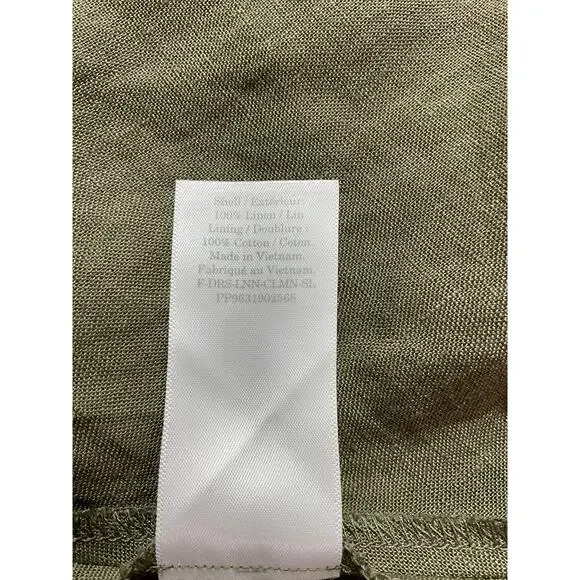 Shell / Extérieur
100% Linen / Lin
Lining / Doublure :
100% Cotton / Coton.
Made in Vietnam.
Fabriqué au Vietnam.
F-DRS-LNN-CLMN-SL
PP9631902568